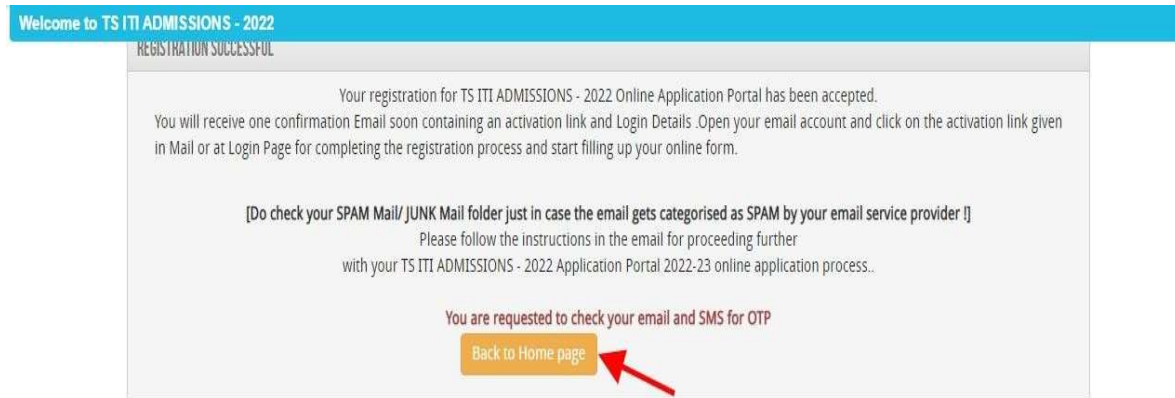 Welcome to TS ITI ADMISSIONS - 2022
REGISTRATION SUCCESSFUL
Your registration for TS ITI ADMISSIONS - 2022 Online Application Portal has been accepted.
You will receive one confirmation Email soon containing an activation link and Login Details .Open your email account and click on the activation link given
in Mail or at Login Page for completing the registration process and start filling up your online form.
[Do check your SPAM Mail/ JUNK Mail folder just in case the email gets categorised as SPAM by your email service provider !]
Please follow the instructions in the email for proceeding further
with your TS ITI ADMISSIONS - 2022 Application Portal 2022-23 online application process..
You are requested to check your email and SMS for OTP
Back to Home page